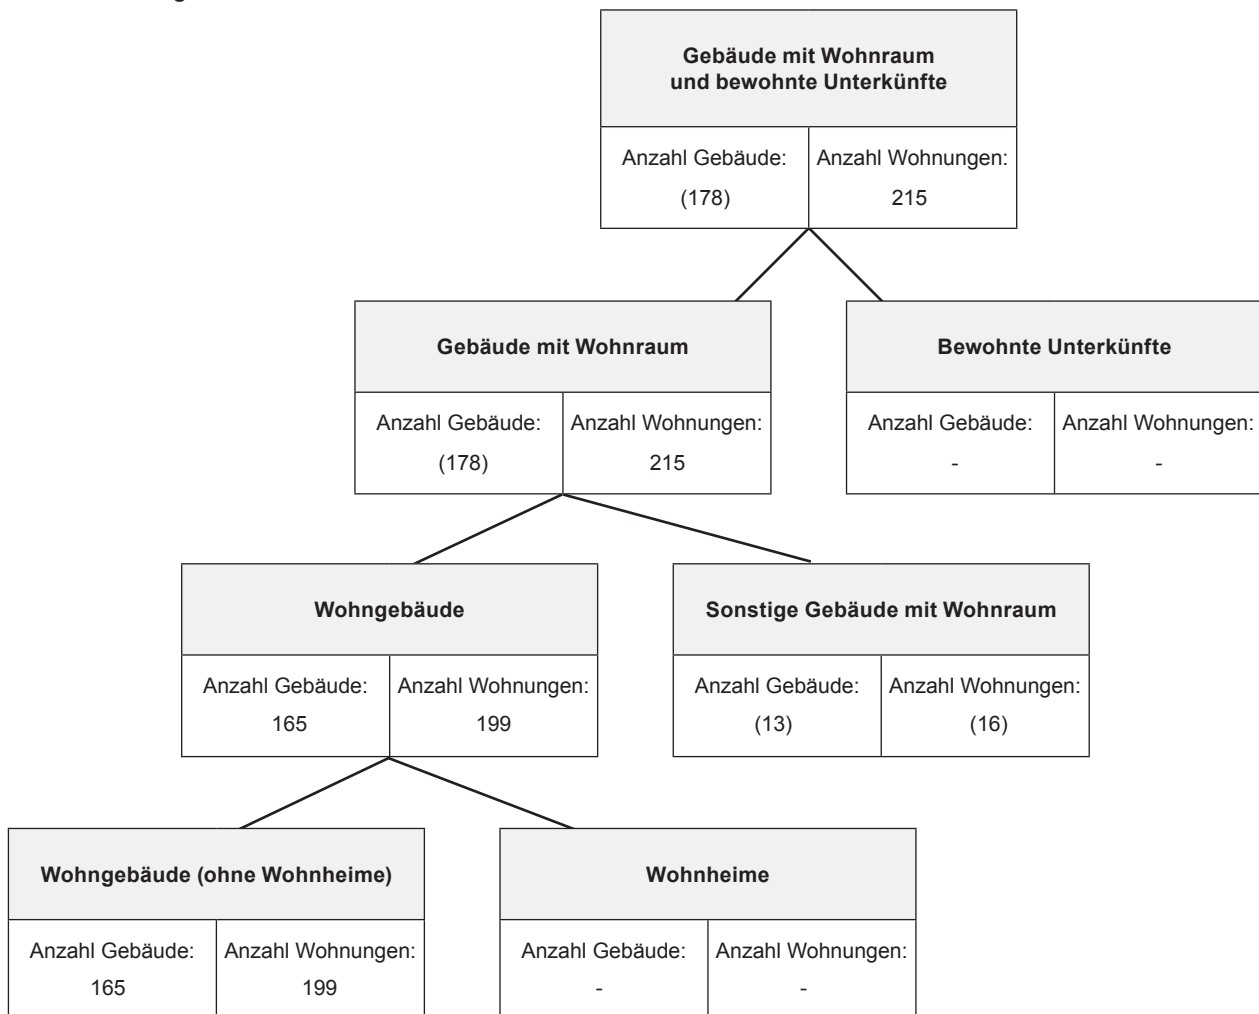 Gebäude mit Wohnraum
und bewohnte Unterkünfte
Anzahl Gebäude:
(178)
Anzahl Wohnungen:
215
Gebäude mit Wohnraum
Anzahl Gebäude:
(178)
Anzahl Wohnungen:
215
Bewohnte Unterkünfte
Anzahl Gebäude:
-
Anzahl Wohnungen:
-
Wohngebäude
Anzahl Gebäude:
165
Anzahl Wohnungen:
199
Sonstige Gebäude mit Wohnraum
Anzahl Gebäude:
(13)
Anzahl Wohnungen:
(16)
Wohngebäude (ohne Wohnheime)
Anzahl Gebäude:
165
Anzahl Wohnungen:
199
Wohnheime
Anzahl Gebäude:
-
Anzahl Wohnungen:
-